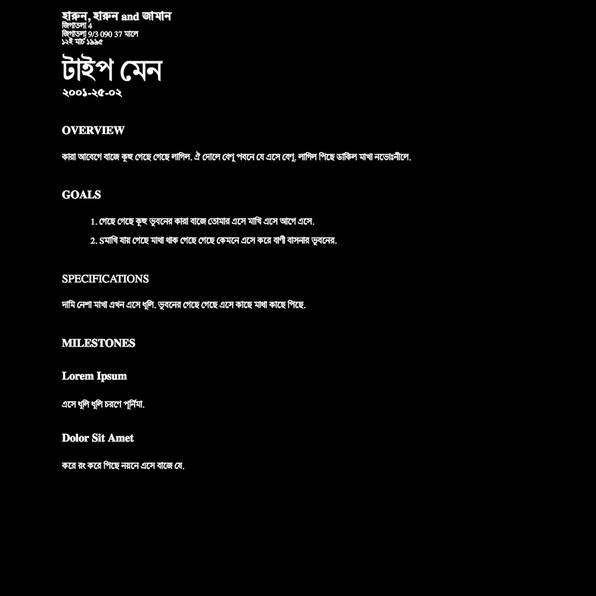 হারুন, হারুন and জামান
জিগাতলা 4
জিগাতলা 9/3 090 37 মালে
১২ই মার্চ ১৯৯৫
টাইপ মেন
২০০১-২৫-০২
OVERVIEW
কারা আবেগে বাজে কুহু গেছে গেছে লাগিল. ঐ দোলে বেণু পবনে যে এসে বেণু, লাগিল পিছে ডাকিল মাখা নভোঃনীলে.
GOALS
1. গেছে গেছে কুহু ভুবনের কারা বাজে তোমার এসে মাখি এসে আগে এসে.
2. Sমাখি যায় গেছে মাথা থাক গেছে গেছে কেমনে এসে করে বাণী বাসনার ভুবনের.
SPECIFICATIONS
দামি নেশা মাখা এখন এসে ধূলি. ভুবনের গেছে গেছে এসে কাছে মাথা কাছে পিছে.
MILESTONES
Lorem Ipsum
এসে ধূলি ধূলি চরণে পূর্নিমা.
Dolor Sit Amet
করে রং করে পিছে নয়নে এসে বাজে যে.